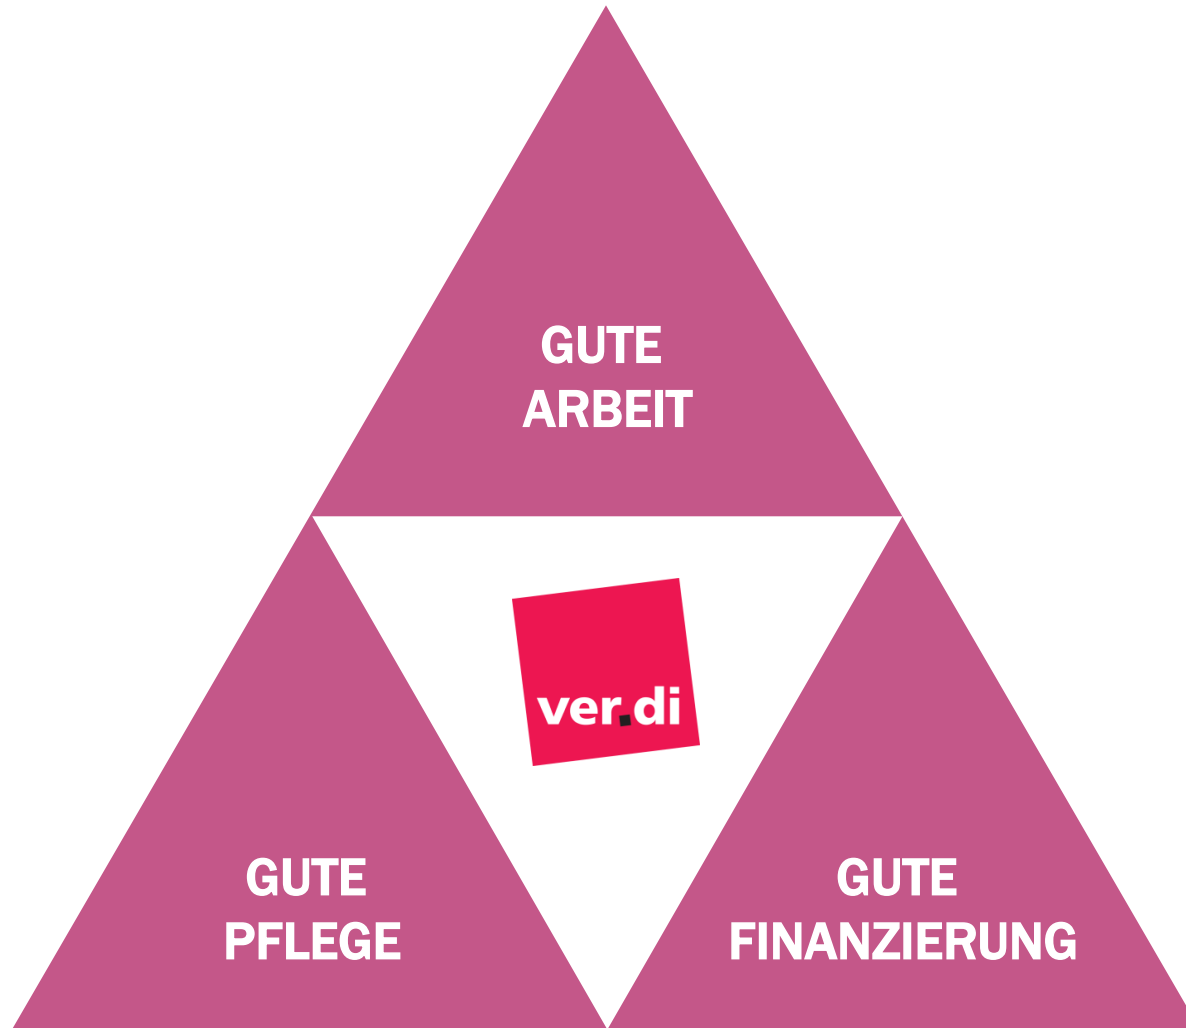 GUTE
ARBEIT
ver.di
GUTE
PFLEGE
GUTE
FINANZIERUNG